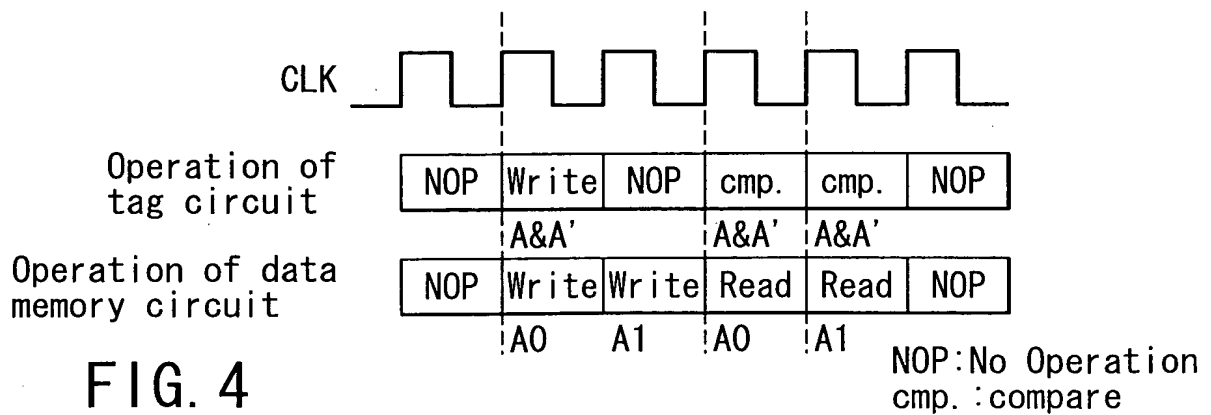 CLK
Operation of
tag circuit
NOP Write NOP cmp. cmp. NOP
A&A' A&A' A&A'
Operation of data
memory circuit
NOP Write Write Read Read NOP
A0 A1 A0 A1
FIG. 4
NOP:No Operation
cmp.:compare